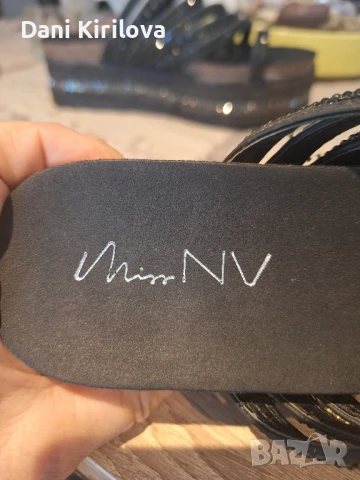 Dani Kirilova
Miss NV
BAZAR